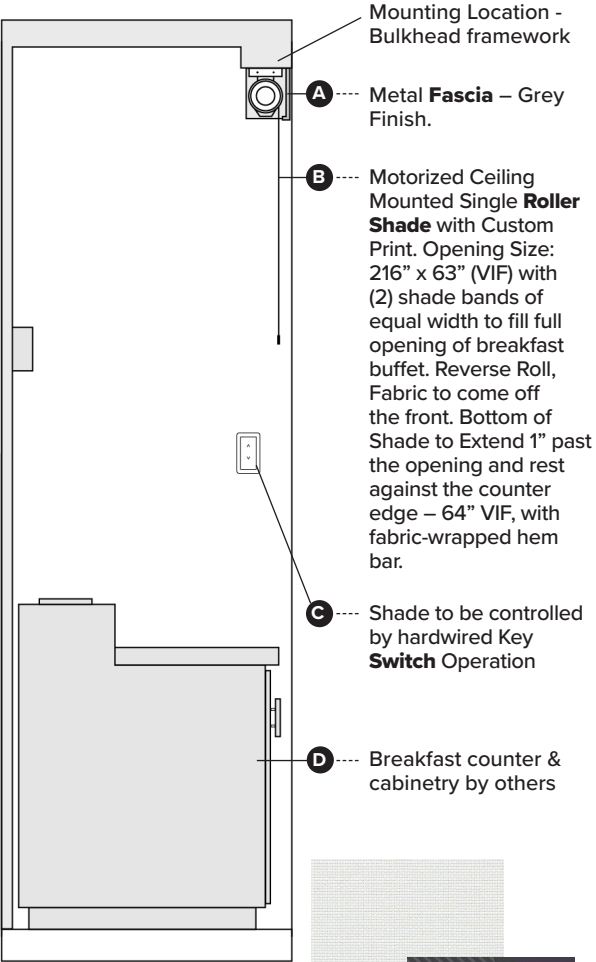 Mounting Location -
Bulkhead framework
A Metal Fascia – Grey
Finish.
B Motorized Ceiling
Mounted Single Roller
Shade with Custom
Print. Opening Size:
216” x 63” (VIF) with
(2) shade bands of
equal width to fill full
opening of breakfast
buffet. Reverse Roll,
Fabric to come off
the front. Bottom of
Shade to Extend 1” past
the opening and rest
against the counter
edge – 64” VIF, with
fabric-wrapped hem
bar.
C Shade to be controlled
by hardwired Key
Switch Operation
D Breakfast counter &
cabinetry by others